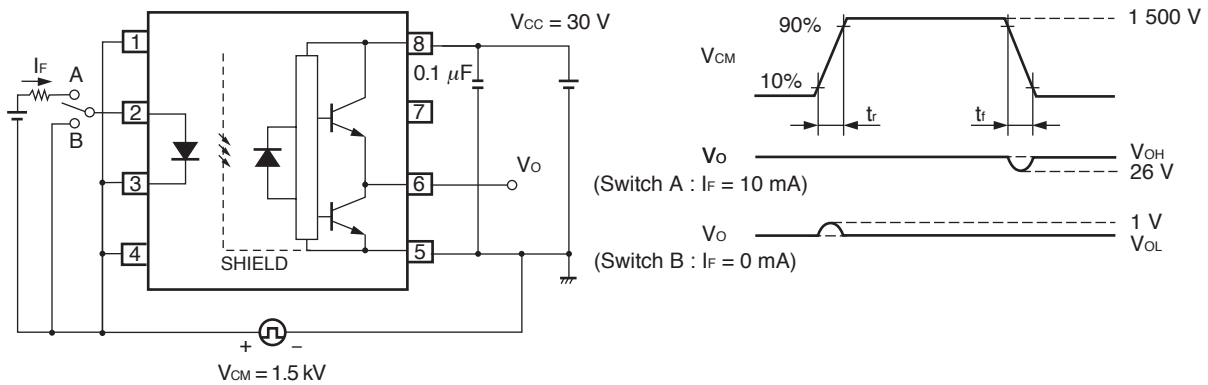 1
2
3
4
IF
A
B
SHIELD
8
7
6
5
VCC = 30 V
0.1 μF
VO
+ −
VCM = 1.5 kV
VCM
90%
10%
tr
tf
1 500 V
VO
(Switch A : IF = 10 mA)
VOH
26 V
VO
(Switch B : IF = 0 mA)
1 V
VOL